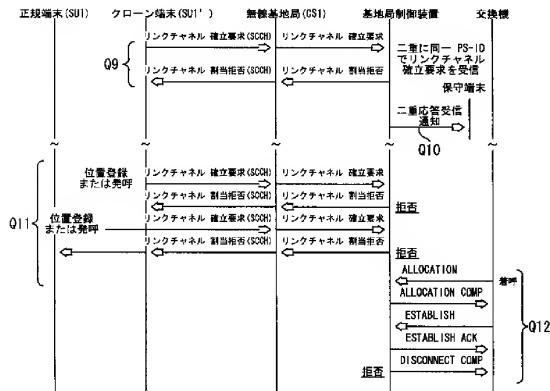 正規端末(SU1)
クローン端末(SU1')
無線基地局(CS1)
基地局制御装置
交換機
Q9
リンクチャネル 確立要求(SCCH)
リンクチャネル 確立要求
リンクチャネル 割当拒否(SCCH)
リンクチャネル 割当拒否
二重に同一 PS-ID
でリンクチャネル
確立要求を受信
保守端末
二重応答受信
通知
Q10
~ ~ ~ ~ ~
Q11
位置登録
または発呼
リンクチャネル 確立要求(SCCH)
リンクチャネル 確立要求
リンクチャネル 割当拒否(SCCH)
リンクチャネル 割当拒否
拒否
位置登録
または発呼
リンクチャネル 確立要求(SCCH)
リンクチャネル 確立要求
リンクチャネル 割当拒否(SCCH)
リンクチャネル 割当拒否
拒否
ALLOCATION
着呼
ALLOCATION COMP
ESTABLISH
Q12
ESTABLISH ACK
拒否
DISCONNECT COMP